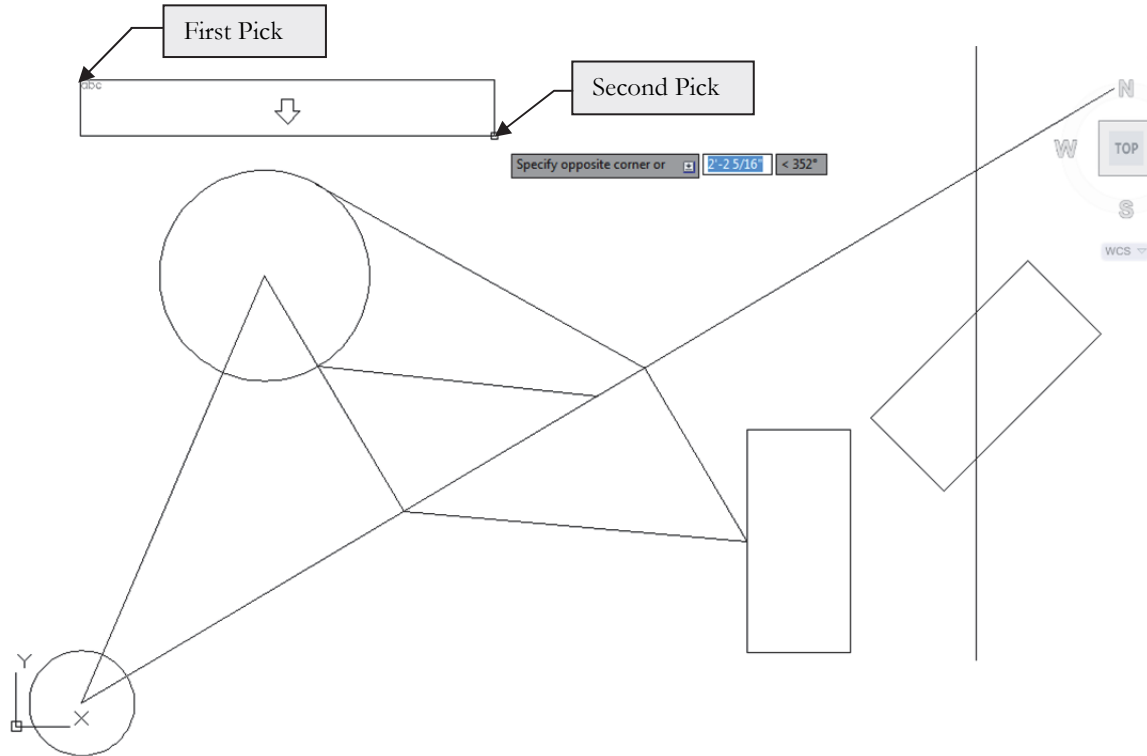 First Pick
abc
Second Pick
Specify opposite corner or 2'-2 5/16" < 352°
N
W TOP
S
WCS
Y
X